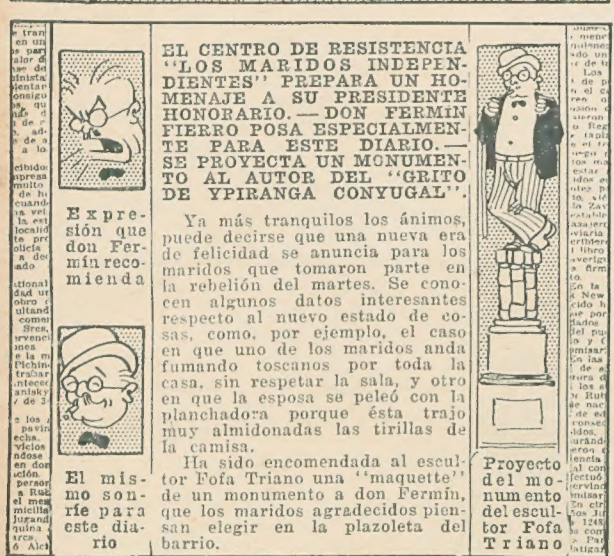 EL CENTRO DE RESISTENCIA
"LOS MARIDOS INDEPEN-
DIENTES" PREPARA UN HO-
MENAJE A SU PRESIDENTE
HONORARIO. — DON FERMIN
FIERRO POSA ESPECIALMEN-
TE PARA ESTE DIARIO. —
SE PROYECTA UN MONUMEN-
TO AL AUTOR DEL "GRITO
DE YPIRANGA CONYUGAL".
Ya más tranquilos los ánimos,
puede decirse que una nueva era
de felicidad se anuncia para los
maridos que tomaron parte en
la rebelión del martes. Se cono-
cen algunos datos interesantes
respecto al nuevo estado de co-
sas, como, por ejemplo, el caso
en que uno de los maridos anda
fumando toscanos por toda la
casa, sin respetar la sala, y otro
en que la esposa se peleó con la
planchadora porque ésta trajo
muy almidonadas las tirillas de
la camisa.
Ha sido encomendada al escul-
tor Fofa Triano una "maquette"
de un monumento a don Fermín,
que los maridos agradecidos pien-
san elegir en la plazoleta del
barrio.
Expre-
sión que
don Fer-
mín reco-
mienda
El mis-
mo son-
ríe para
este dia-
rio
Proyecto
del mo-
numento
del escul-
tor Fofa
Triano